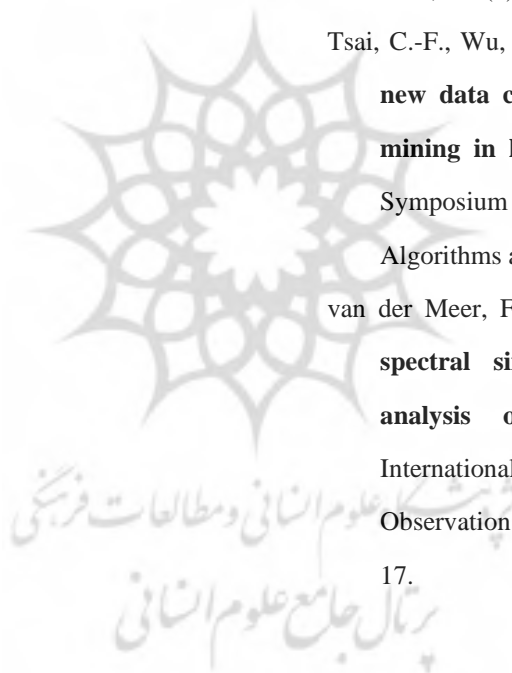 Tsai, C.-F., Wu,
new data c
mining in
Symposium
Algorithms a
van der Meer, F
spectral si
analysis o
International
Observation
17.
علوم انسانی و مطالعات فرهنگی
پرتال جامع علوم انسانی